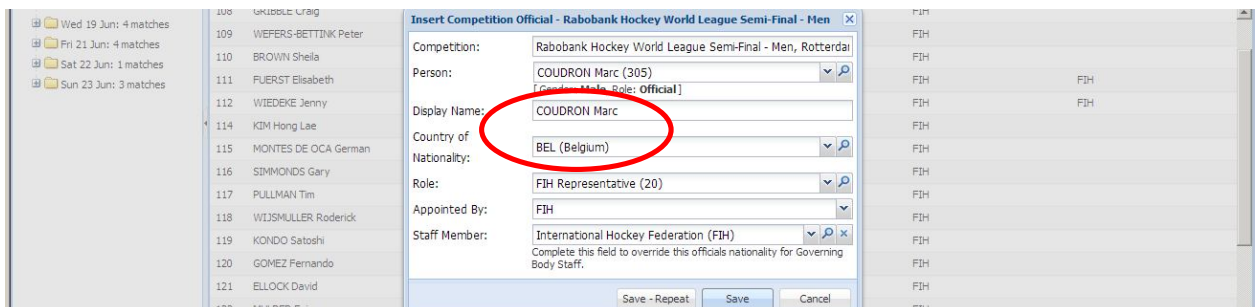 Wed 19 Jun: 4 matches
Fri 21 Jun: 4 matches
Sat 22 Jun: 1 matches
Sun 23 Jun: 3 matches
108 GRIBBLE Craig FIH
109 WEFERS-BETTINK Peter FIH
110 BROWN Sheila FIH
111 FUERST Elisabeth FIH FIH
112 WIEDEKE Jenny FIH FIH
114 KIM Hong Lae FIH
115 MONTES DE OCA German FIH
116 SIMMONDS Gary FIH
117 PULLMAN Tim FIH
118 WIJSMULLER Roderick FIH
119 KONDO Satoshi FIH
120 GOMEZ Fernando FIH
121 ELLOCK David FIH
Insert Competition Official - Rabobank Hockey World League Semi-Final - Men
Competition: Rabobank Hockey World League Semi-Final - Men, Rotterda
Person: COUDRON Marc (305)
[ Gender: Male, Role: Official ]
Display Name: COUDRON Marc
Country of
Nationality: BEL (Belgium)
Role: FIH Representative (20)
Appointed By: FIH
Staff Member: International Hockey Federation (FIH)
Complete this field to override this officials nationality for Governing
Body Staff.
Save - Repeat Save Cancel